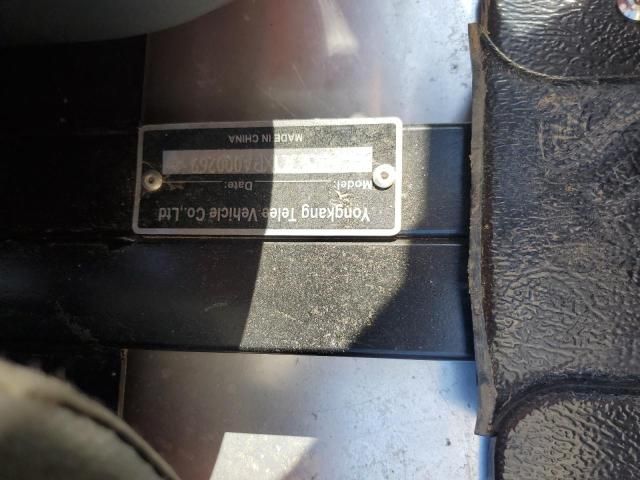 Yongkang Telee Vehicle Co.,Ltd
Model: Date:
MADE IN CHINA